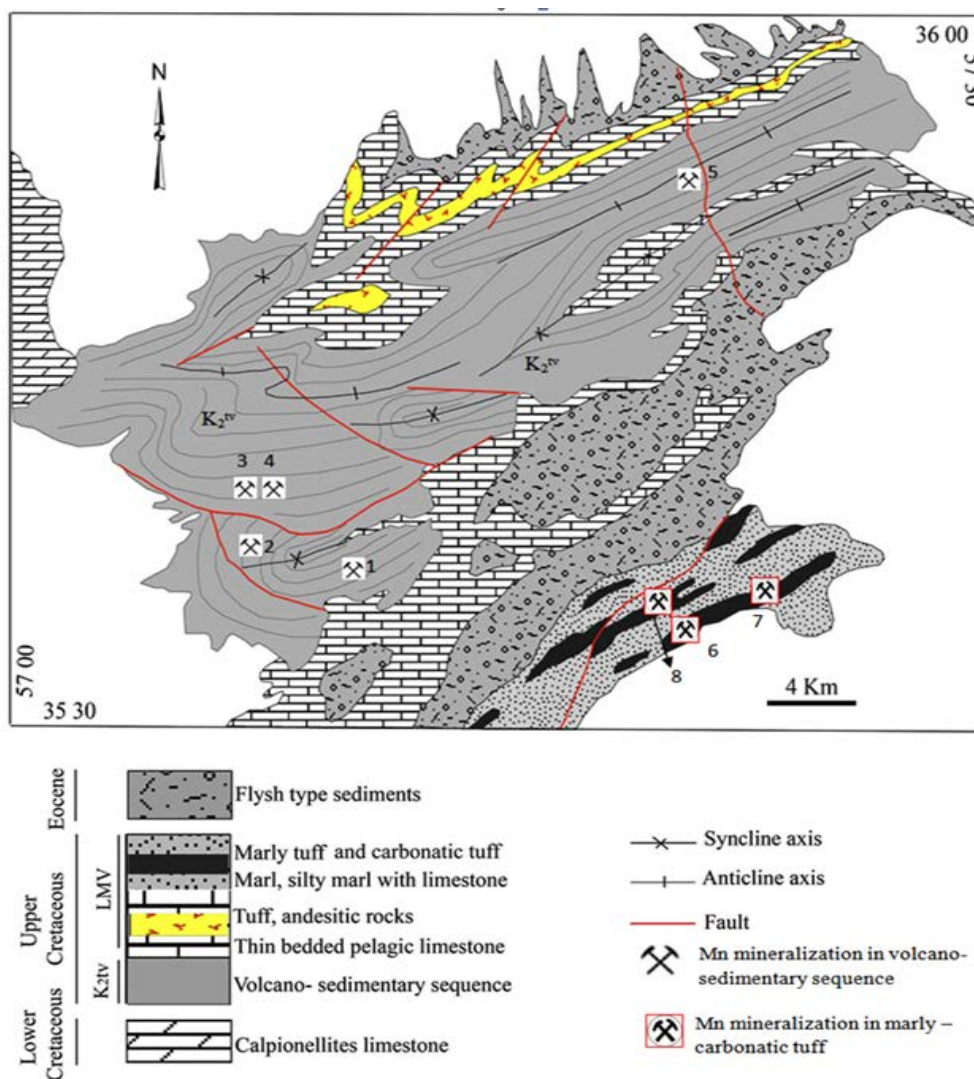 36 00
57 30
N
5
K2tv
K2tv
3 4
2
1
7
6
8
57 00
35 30
4 Km
Eocene
Flysh type sediments
Upper
Cretaceous
LMV
Marly tuff and carbonatic tuff
Marl, silty marl with limestone
Tuff, andesitic rocks
Thin bedded pelagic limestone
K2tv
Volcano- sedimentary sequence
Lower
Cretaceous
Calpionellites limestone
Syncline axis
Anticline axis
Fault
Mn mineralization in volcano-
sedimentary sequence
Mn mineralization in marly –
carbonatic tuff